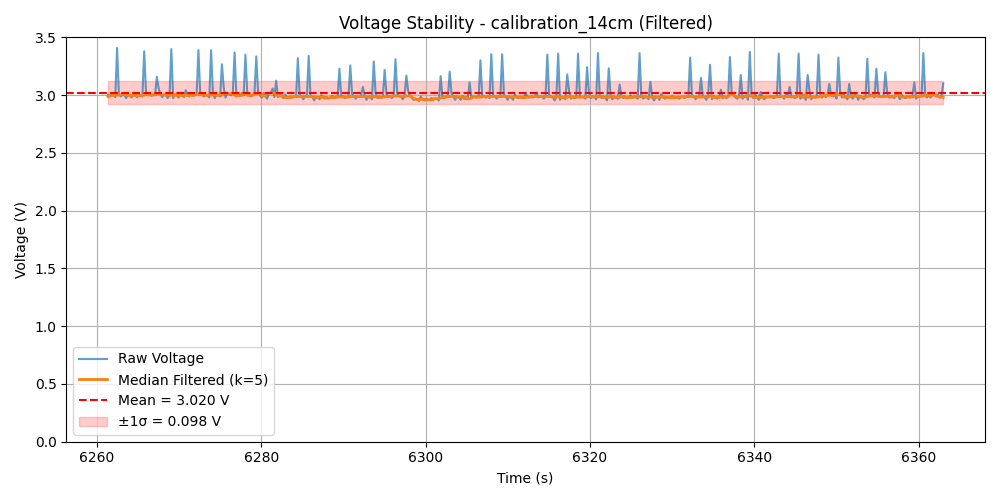 Voltage Stability - calibration_14cm (Filtered)
3.5
3.0
2.5
2.0
1.5
1.0
0.5
0.0
Voltage (V)
Raw Voltage
Median Filtered (k=5)
Mean = 3.020 V
±1σ = 0.098 V
6260 6280 6300 6320 6340 6360
Time (s)